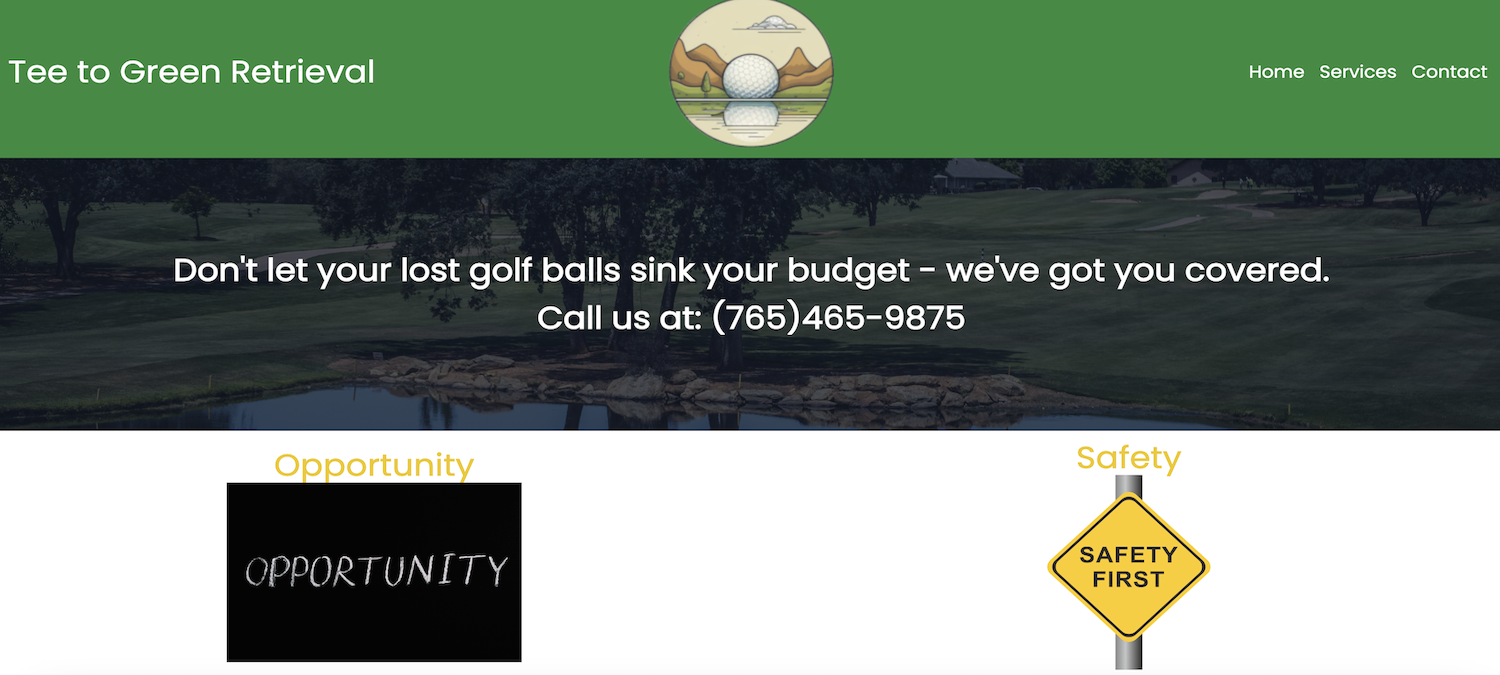 Tee to Green Retrieval
Home Services Contact
Don't let your lost golf balls sink your budget - we've got you covered.
Call us at: (765)465-9875
Opportunity
OPPORTUNITY
Safety
SAFETY
FIRST